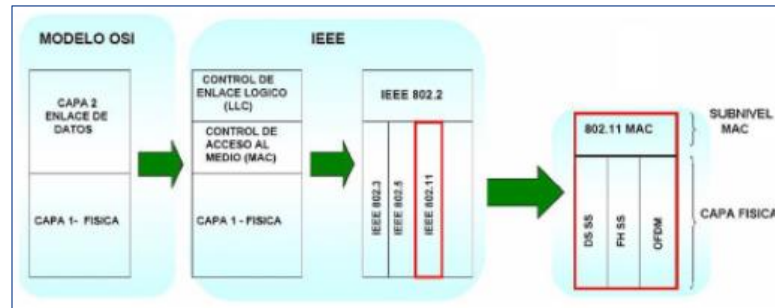 MODELO OSI
IEEE
CAPA 2
ENLACE DE
DATOS
CAPA 1- FISICA
CONTROL DE
ENLACE LOGICO
(LLC)
CONTROL DE
ACCESO AL
MEDIO (MAC)
CAPA 1 - FISICA
IEEE 802.2
IEEE 802.3
IEEE 802.5
IEEE 802.11
802.11 MAC
DS SS
FH SS
OFDM
SUBNIVEL
MAC
CAPA FISICA